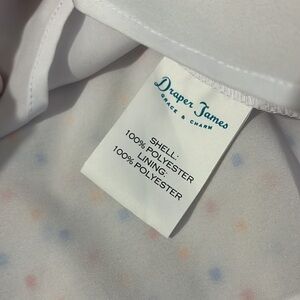 Draper James
GRACE & CHARM
SHELL:
100% POLYESTER
LINING:
100% POLYESTER